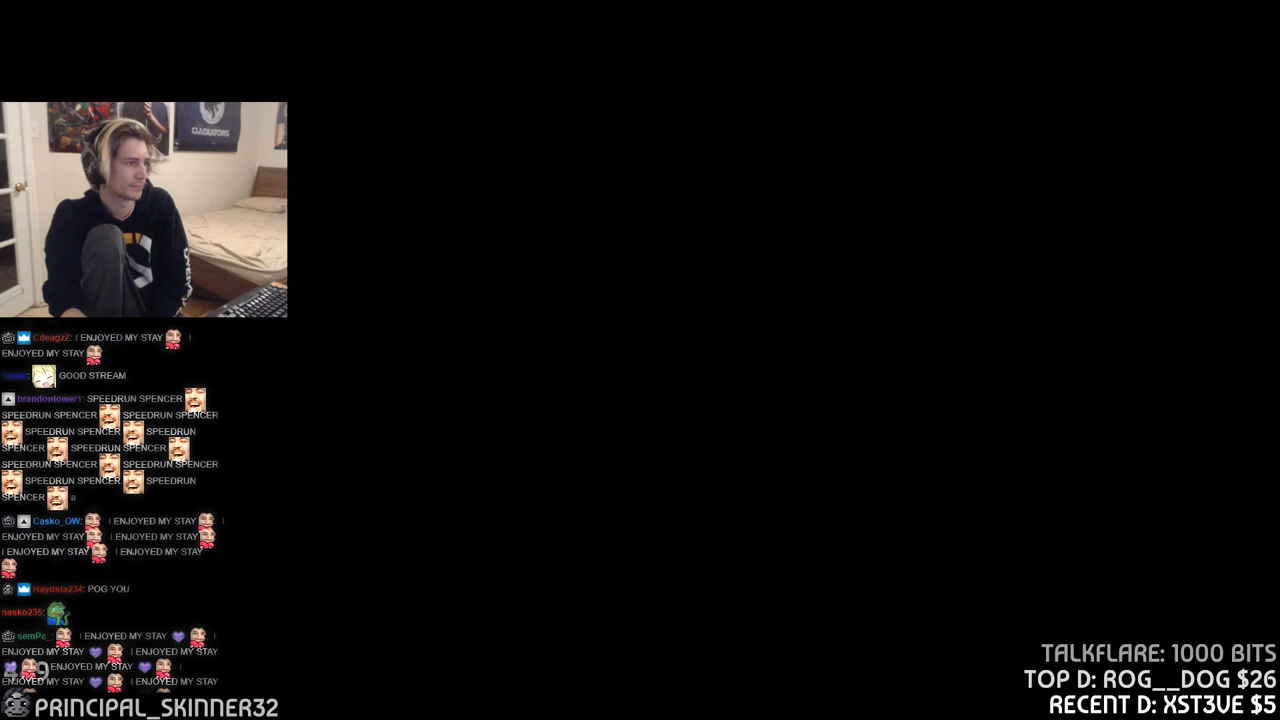 GLADIATORS
Cdeagz2: I ENJOYED MY STAY I
ENJOYED MY STAY
GOOD STREAM
brandontower1: SPEEDRUN SPENCER
SPEEDRUN SPENCER SPEEDRUN SPENCER
SPEEDRUN SPENCER SPEEDRUN
SPENCER SPEEDRUN SPENCER
SPEEDRUN SPENCER SPEEDRUN SPENCER
SPEEDRUN SPENCER SPEEDRUN
SPENCER a
Casko_OW: I ENJOYED MY STAY I
ENJOYED MY STAY I ENJOYED MY STAY
I ENJOYED MY STAY I ENJOYED MY STAY
Haydsta234: POG YOU
nasko235:
semPa_: I ENJOYED MY STAY I
ENJOYED MY STAY I ENJOYED MY STAY
ENJOYED MY STAY I
ENJOYED MY STAY I ENJOYED MY STAY
PRINCIPAL_SKINNER32
TALKFLARE: 1000 BITS
TOP D: ROG__DOG $26
RECENT D: XST3VE $5